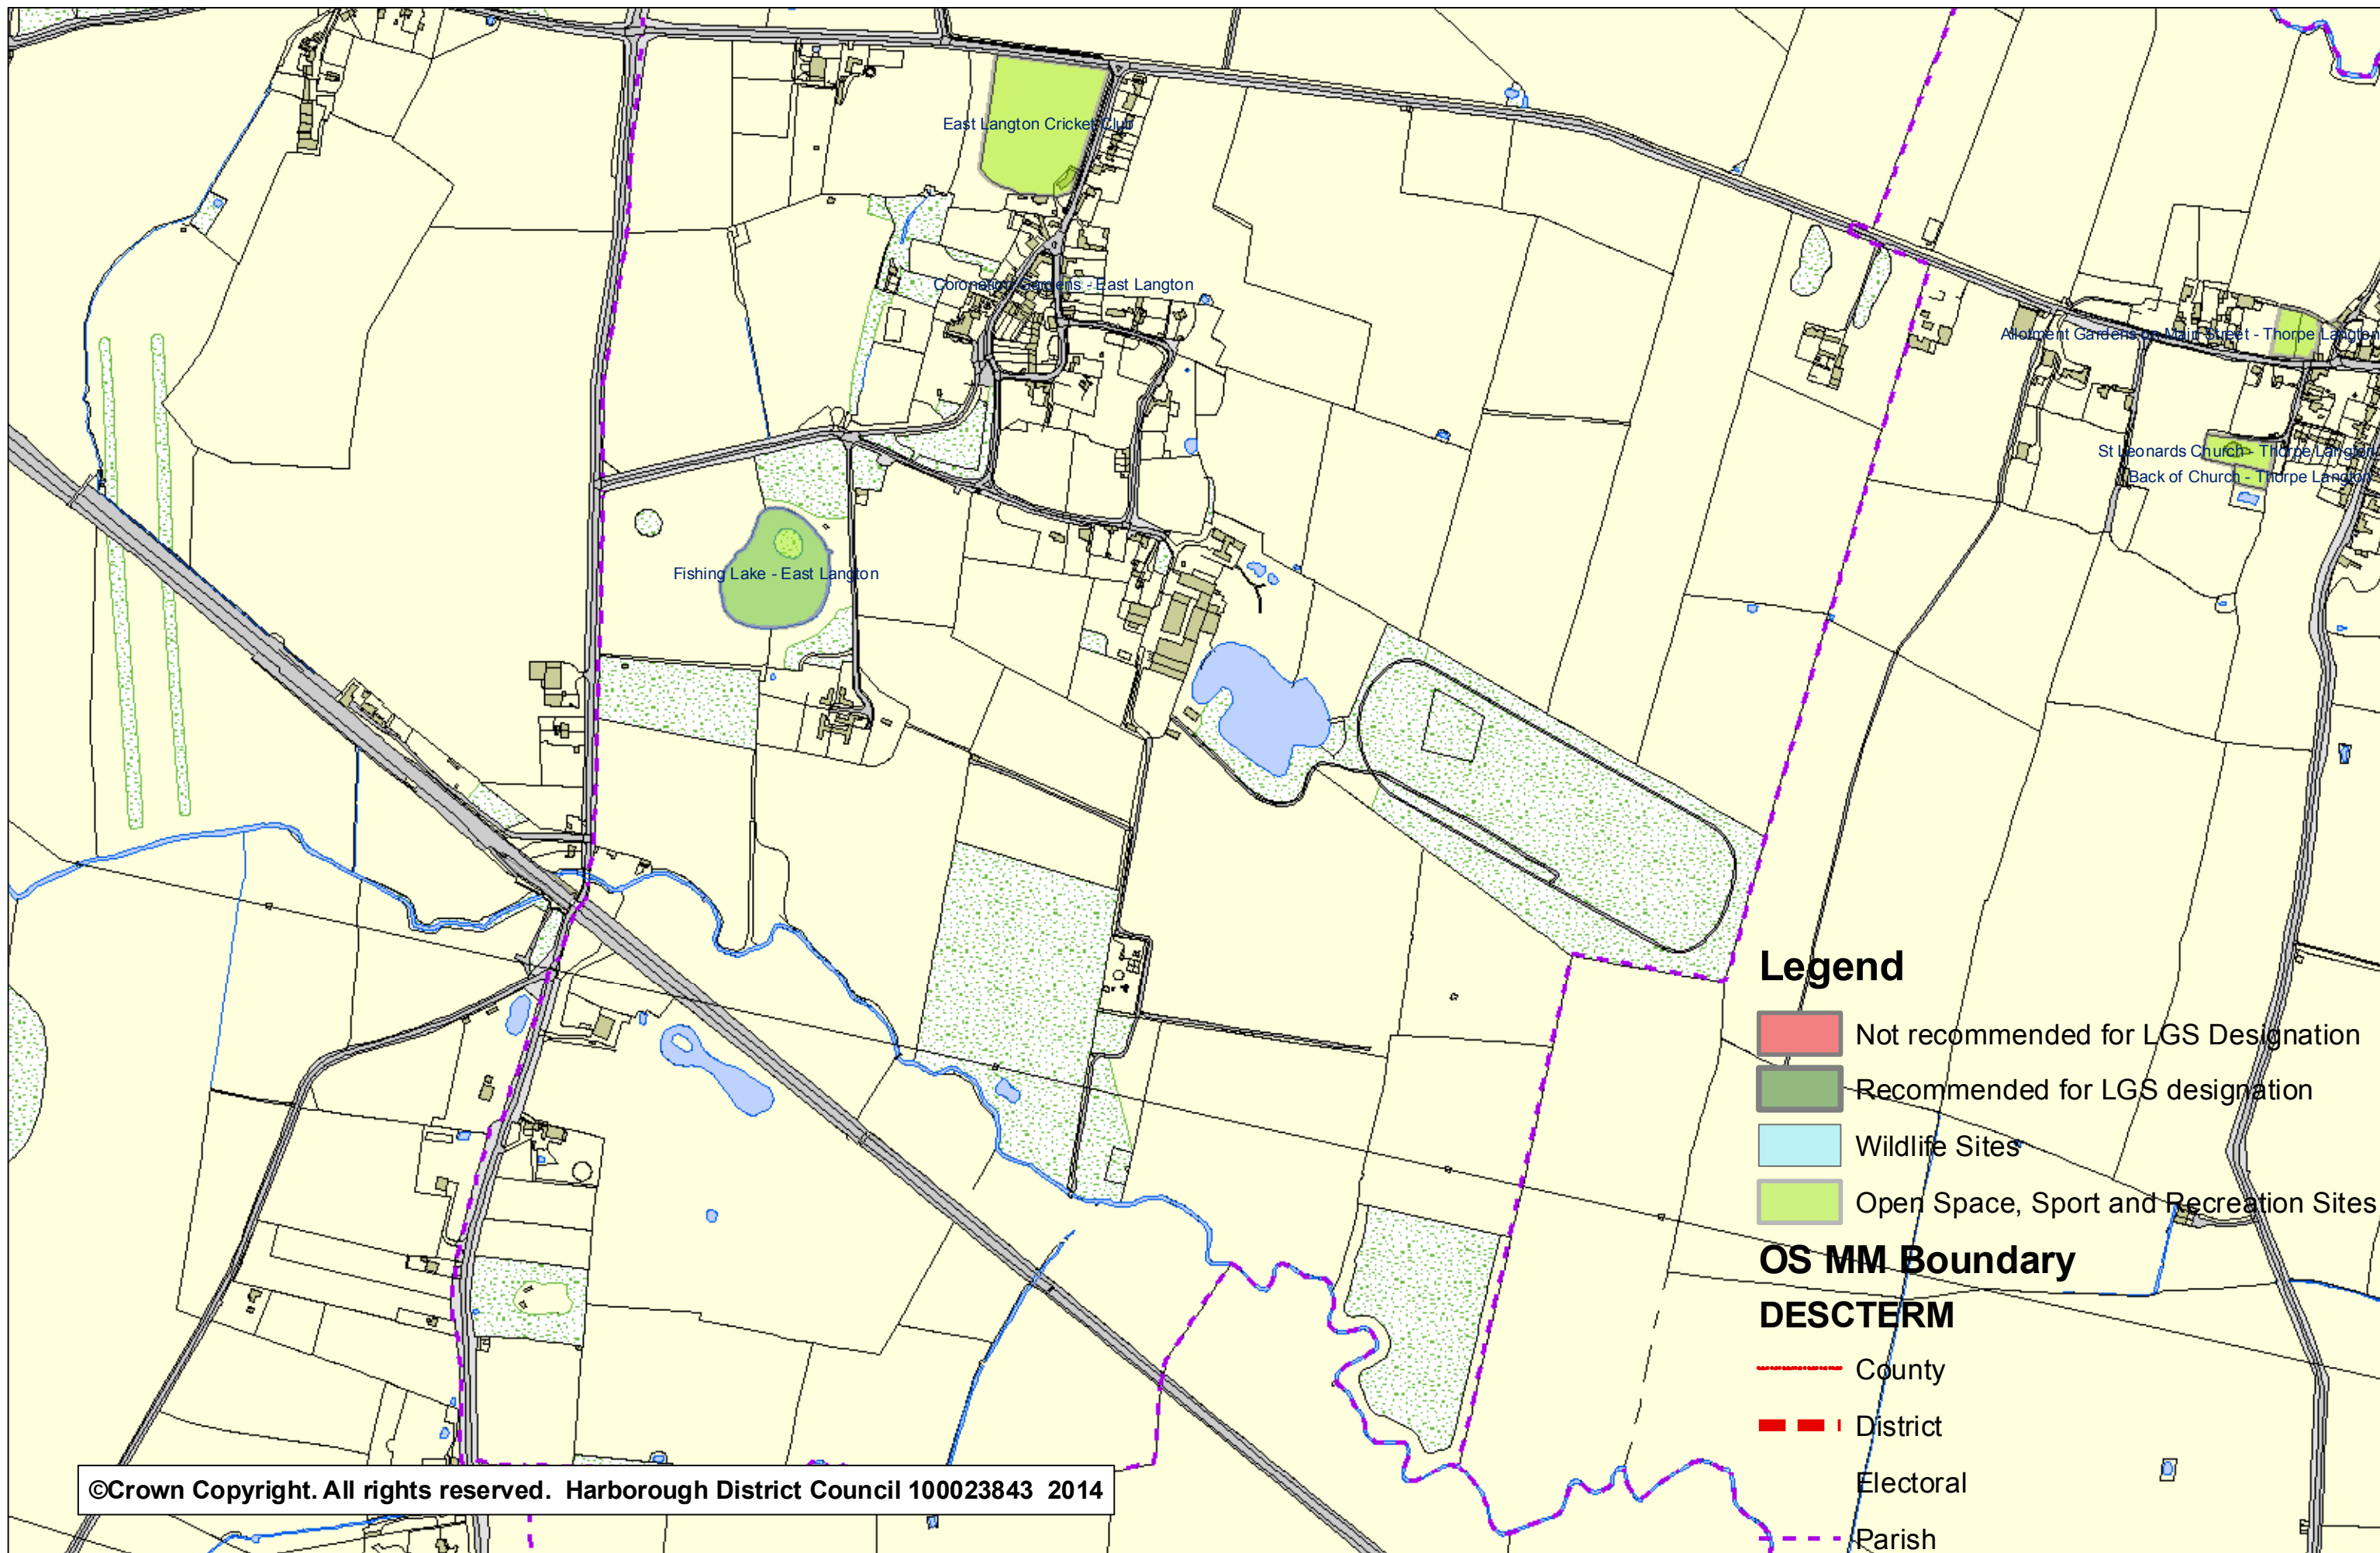 East Langton Cricket Club
Coronation Gardens - East Langton
Allotment Gardens on Main Street - Thorpe Langton
St Leonards Church - Thorpe Langton
Back of Church - Thorpe Langton
Fishing Lake - East Langton
Legend
Not recommended for LGS Designation
Recommended for LGS designation
Wildlife Sites
Open Space, Sport and Recreation Sites
OS MM Boundary
DESCTERM
County
District
Electoral
Parish
©Crown Copyright. All rights reserved. Harborough District Council 100023843 2014